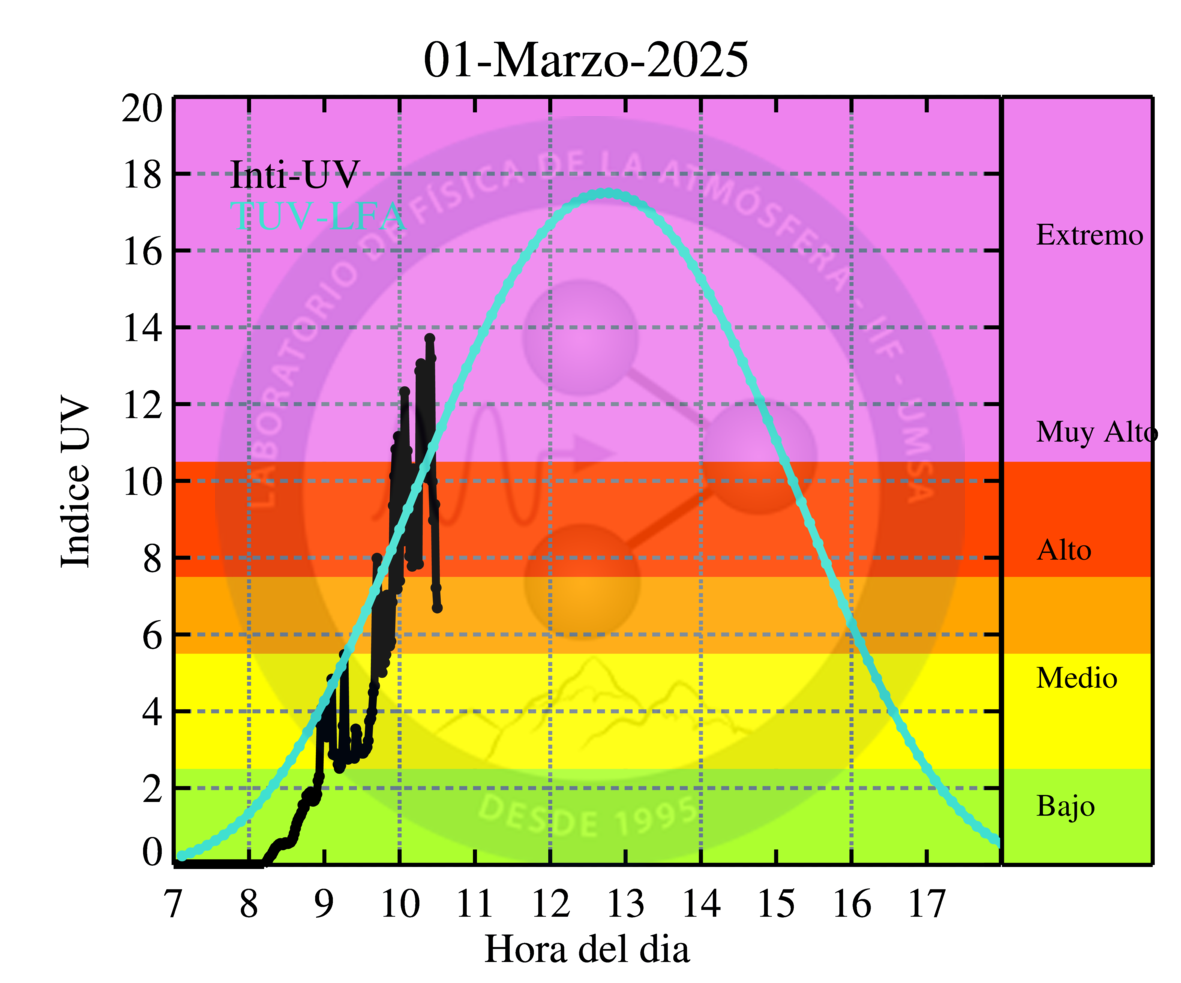 01-Marzo-2025
20
18
16
14
12
10
8
6
4
2
0
Indice UV
Inti-UV
TUV-LFA
LABORATORIO DE FÍSICA DE LA ATMÓSFERA - IIF - UMSA
DESDE 1995
Extremo
Muy Alto
Alto
Medio
Bajo
7 8 9 10 11 12 13 14 15 16 17
Hora del dia